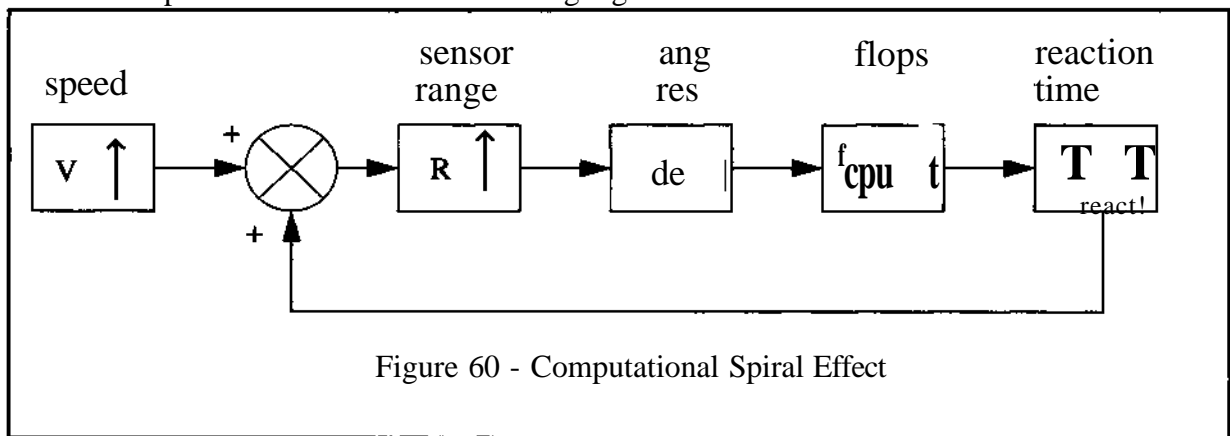 speed
sensor
range
ang
res
flops
reaction
time
V ↑
+
+
R ↑
de |
f cpu t
T T
react!
Figure 60 - Computational Spiral Effect